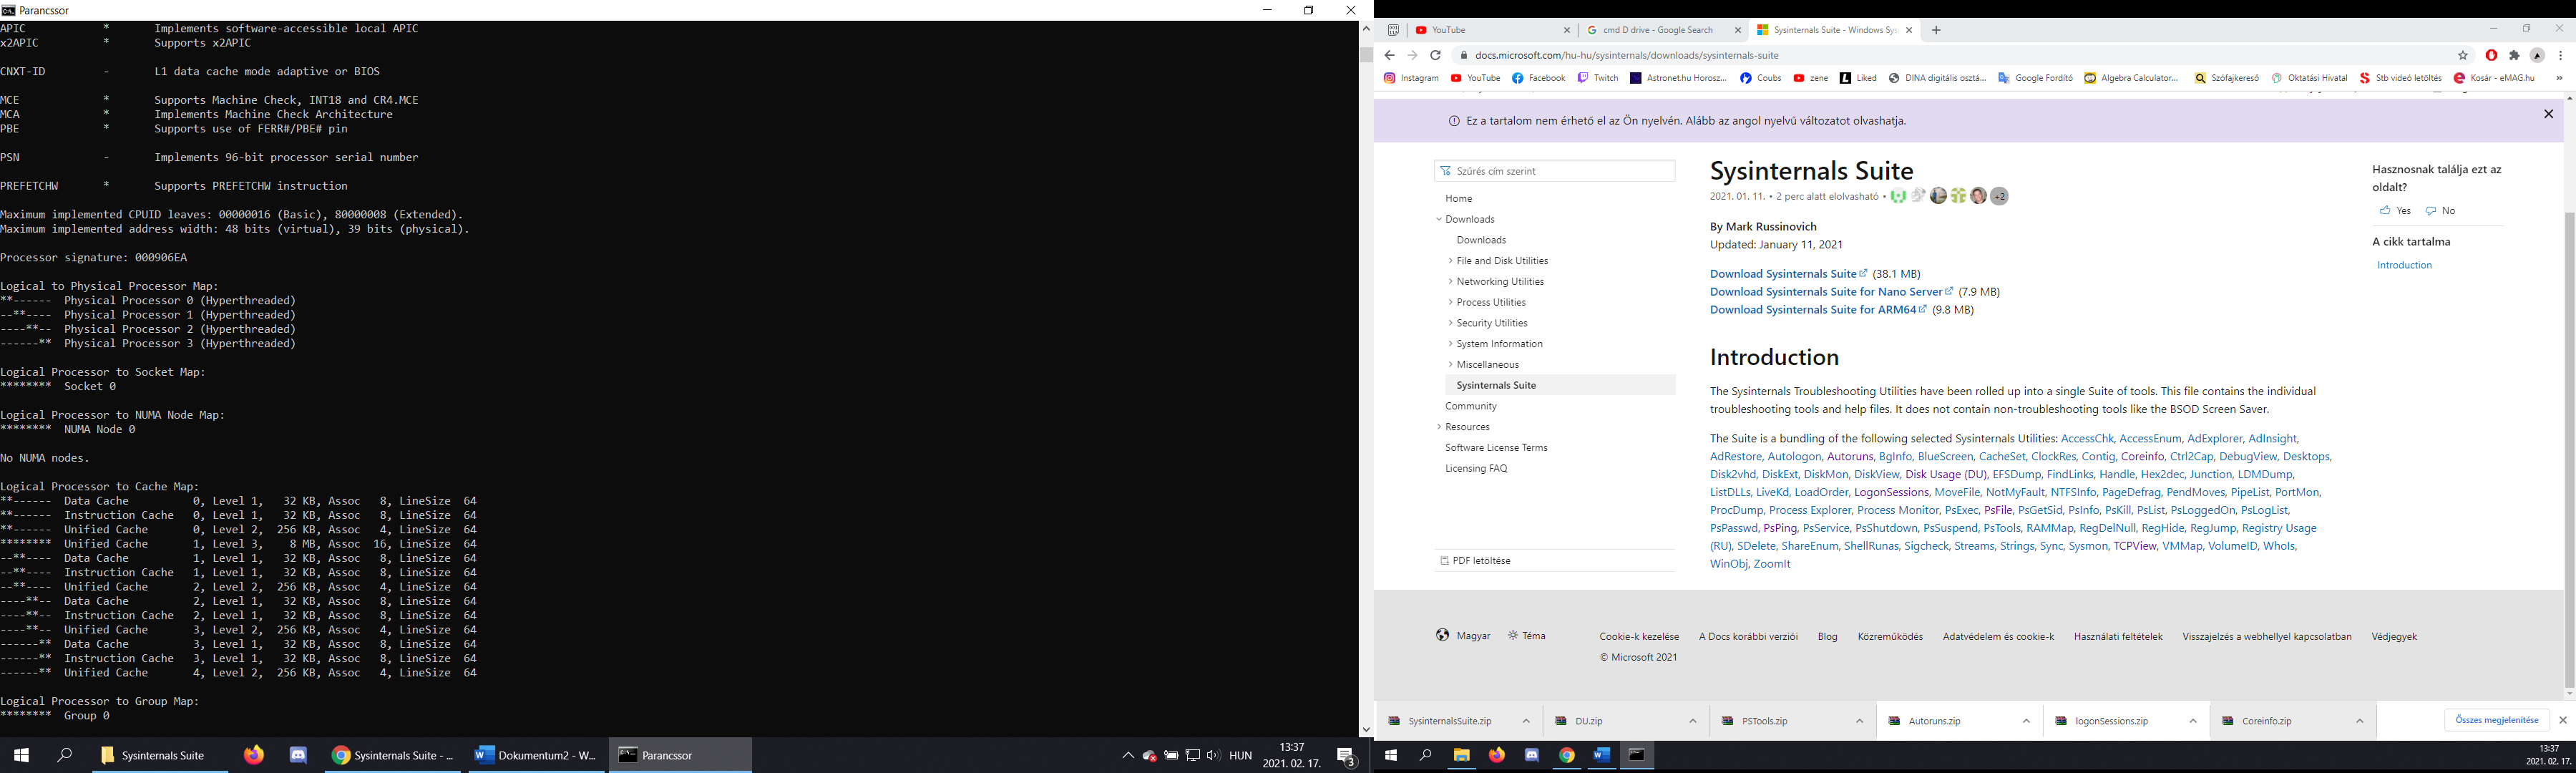 Parancssor
APIC * Implements software-accessible local APIC
x2APIC * Supports x2APIC
CNXT-ID - L1 data cache mode adaptive or BIOS
MCE * Supports Machine Check, INT18 and CR4.MCE
MCA * Implements Machine Check Architecture
PBE * Supports use of FERR#/PBE# pin
PSN - Implements 96-bit processor serial number
PREFETCHW * Supports PREFETCHW instruction
Maximum implemented CPUID leaves: 00000016 (Basic), 80000008 (Extended).
Maximum implemented address width: 48 bits (virtual), 39 bits (physical).
Processor signature: 000906EA
Logical to Physical Processor Map:
**------ Physical Processor 0 (Hyperthreaded)
--**---- Physical Processor 1 (Hyperthreaded)
----**-- Physical Processor 2 (Hyperthreaded)
------** Physical Processor 3 (Hyperthreaded)
Logical Processor to Socket Map:
******** Socket 0
Logical Processor to NUMA Node Map:
******** NUMA Node 0
No NUMA nodes.
Logical Processor to Cache Map:
**------ Data Cache 0, Level 1, 32 KB, Assoc 8, LineSize 64
**------ Instruction Cache 0, Level 1, 32 KB, Assoc 8, LineSize 64
**------ Unified Cache 0, Level 2, 256 KB, Assoc 4, LineSize 64
******** Unified Cache 1, Level 3, 8 MB, Assoc 16, LineSize 64
--**---- Data Cache 1, Level 1, 32 KB, Assoc 8, LineSize 64
--**---- Instruction Cache 1, Level 1, 32 KB, Assoc 8, LineSize 64
--**---- Unified Cache 2, Level 2, 256 KB, Assoc 4, LineSize 64
----**-- Data Cache 2, Level 1, 32 KB, Assoc 8, LineSize 64
----**-- Instruction Cache 2, Level 1, 32 KB, Assoc 8, LineSize 64
----**-- Unified Cache 3, Level 2, 256 KB, Assoc 4, LineSize 64
------** Data Cache 3, Level 1, 32 KB, Assoc 8, LineSize 64
------** Instruction Cache 3, Level 1, 32 KB, Assoc 8, LineSize 64
------** Unified Cache 4, Level 2, 256 KB, Assoc 4, LineSize 64
Logical Processor to Group Map:
******** Group 0
Sysinternals Suite
Sysinternals Suite - ...
Dokumentum2 - W...
Parancssor
HUN
13:37
2021. 02. 17.
3
YouTube
cmd D drive - Google Search
Sysinternals Suite - Windows Sys
docs.microsoft.com/hu-hu/sysinternals/downloads/sysinternals-suite
Instagram YouTube Facebook Twitch Astronet.hu Horosz... Coubs zene Liked DINA digitális osztá... Google Fordító Algebra Calculator... Szófajkereső Oktatási Hivatal Stb videó letöltés Kosár - eMAG.hu »
Ez a tartalom nem érhető el az Ön nyelvén. Alább az angol nyelvű változatot olvashatja.
Szűrés cím szerint
Home
Downloads
Downloads
File and Disk Utilities
Networking Utilities
Process Utilities
Security Utilities
System Information
Miscellaneous
Sysinternals Suite
Community
Resources
Software License Terms
Licensing FAQ
PDF letöltése
Sysinternals Suite
2021. 01. 11. • 2 perc alatt elolvasható • +2
By Mark Russinovich
Updated: January 11, 2021
Download Sysinternals Suite (38.1 MB)
Download Sysinternals Suite for Nano Server (7.9 MB)
Download Sysinternals Suite for ARM64 (9.8 MB)
Introduction
The Sysinternals Troubleshooting Utilities have been rolled up into a single Suite of tools. This file contains the individual
troubleshooting tools and help files. It does not contain non-troubleshooting tools like the BSOD Screen Saver.
The Suite is a bundling of the following selected Sysinternals Utilities: AccessChk, AccessEnum, AdExplorer, AdInsight,
AdRestore, Autologon, Autoruns, BgInfo, BlueScreen, CacheSet, ClockRes, Contig, Coreinfo, Ctrl2Cap, DebugView, Desktops,
Disk2vhd, DiskExt, DiskMon, DiskView, Disk Usage (DU), EFSDump, FindLinks, Handle, Hex2dec, Junction, LDMDump,
ListDLLs, LiveKd, LoadOrder, LogonSessions, MoveFile, NotMyFault, NTFSInfo, PageDefrag, PendMoves, PipeList, PortMon,
ProcDump, Process Explorer, Process Monitor, PsExec, PsFile, PsGetSid, PsInfo, PsKill, PsList, PsLoggedOn, PsLogList,
PsPasswd, PsPing, PsService, PsShutdown, PsSuspend, PsTools, RAMMap, RegDelNull, RegHide, RegJump, Registry Usage
(RU), SDelete, ShareEnum, ShellRunas, Sigcheck, Streams, Strings, Sync, Sysmon, TCPView, VMMap, VolumeID, WhoIs,
WinObj, ZoomIt
Hasznosnak találja ezt az
oldalt?
Yes No
A cikk tartalma
Introduction
Magyar Téma
Cookie-k kezelése A Docs korábbi verziói Blog Közreműködés Adatvédelem és cookie-k Használati feltételek Visszajelzés a webhellyel kapcsolatban Védjegyek
© Microsoft 2021
SysinternalsSuite.zip DU.zip PSTools.zip Autoruns.zip logonSessions.zip Coreinfo.zip Összes megjelenítése
13:37
2021. 02. 17.